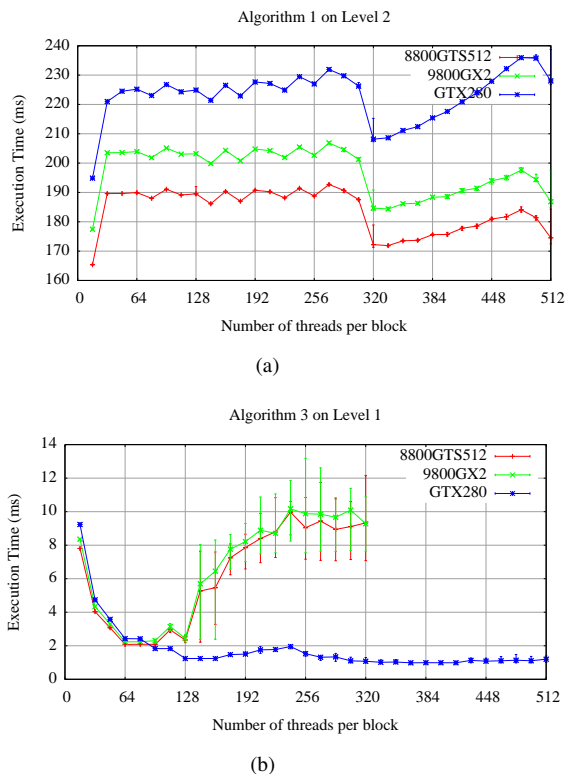 Algorithm 1 on Level 2
240
230
220
210
200
190
180
170
160
Execution Time (ms)
8800GTS512
9800GX2
GTX280
0 64 128 192 256 320 384 448 512
Number of threads per block
(a)
Algorithm 3 on Level 1
14
12
10
8
6
4
2
0
Execution Time (ms)
8800GTS512
9800GX2
GTX280
0 64 128 192 256 320 384 448 512
Number of threads per block
(b)